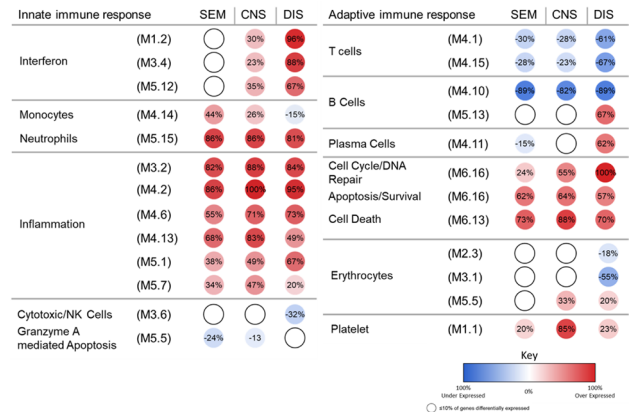 Innate immune response SEM CNS DIS
Interferon
(M1.2) 30% 96%
(M3.4) 23% 88%
(M5.12) 35% 67%
Monocytes (M4.14) 44% 26% -15%
Neutrophils (M5.15) 86% 86% 81%
Inflammation
(M3.2) 82% 88% 84%
(M4.2) 86% 100% 95%
(M4.6) 55% 71% 73%
(M4.13) 68% 83% 49%
(M5.1) 38% 49% 67%
(M5.7) 34% 47% 20%
Cytotoxic/NK Cells (M3.6) -32%
Granzyme A
mediated Apoptosis (M5.5) -24% -13
Adaptive immune response SEM CNS DIS
T cells
(M4.1) -30% -28% -61%
(M4.15) -28% -23% -67%
B Cells
(M4.10) -89% -82% -89%
(M5.13) 67%
Plasma Cells (M4.11) -15% 62%
Cell Cycle/DNA
Repair (M6.16) 24% 55% 100%
Apoptosis/Survival (M6.16) 62% 64% 57%
Cell Death (M6.13) 73% 88% 70%
Erythrocytes
(M2.3) -18%
(M3.1) -55%
(M5.5) 33% 20%
Platelet (M1.1) 20% 85% 23%
Key
100% 0% 100%
Under Expressed Over Expressed
≤10% of genes differentially expressed